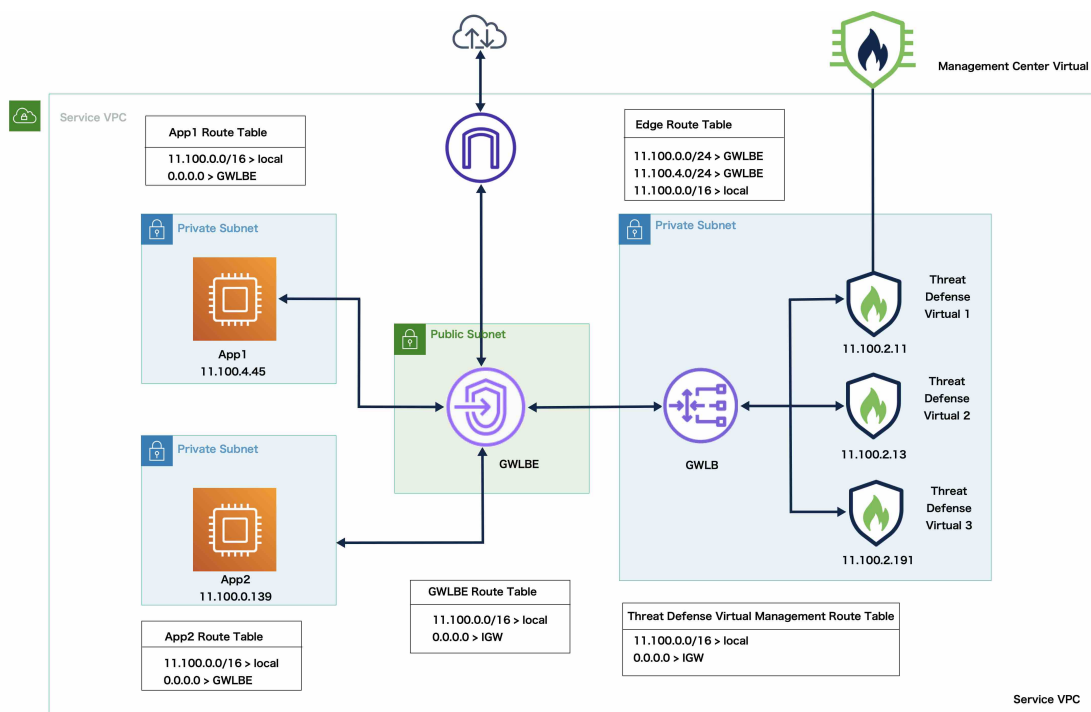 Management Center Virtual
Service VPC
App1 Route Table
11.100.0.0/16 > local
0.0.0.0 > GWLBE
Edge Route Table
11.100.0.0/24 > GWLBE
11.100.4.0/24 > GWLBE
11.100.0.0/16 > local
Private Subnet
App1
11.100.4.45
Private Subnet
Threat
Defense
Virtual 1
11.100.2.11
Public Subnet
GWLBE
GWLB
Threat
Defense
Virtual 2
11.100.2.13
Private Subnet
App2
11.100.0.139
Threat
Defense
Virtual 3
11.100.2.191
GWLBE Route Table
11.100.0.0/16 > local
0.0.0.0 > IGW
Threat Defense Virtual Management Route Table
11.100.0.0/16 > local
0.0.0.0 > IGW
App2 Route Table
11.100.0.0/16 > local
0.0.0.0 > GWLBE
Service VPC